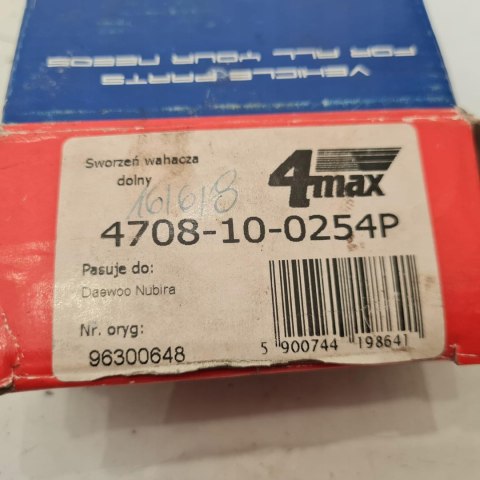 VEHICLE PARTS
FOR ALL YOUR NEEDS
Sworzeń wahacza
dolny
161618
4max
4708-10-0254P
Pasuje do:
Daewoo Nubira
Nr. oryg:
96300648
5 900744 198641